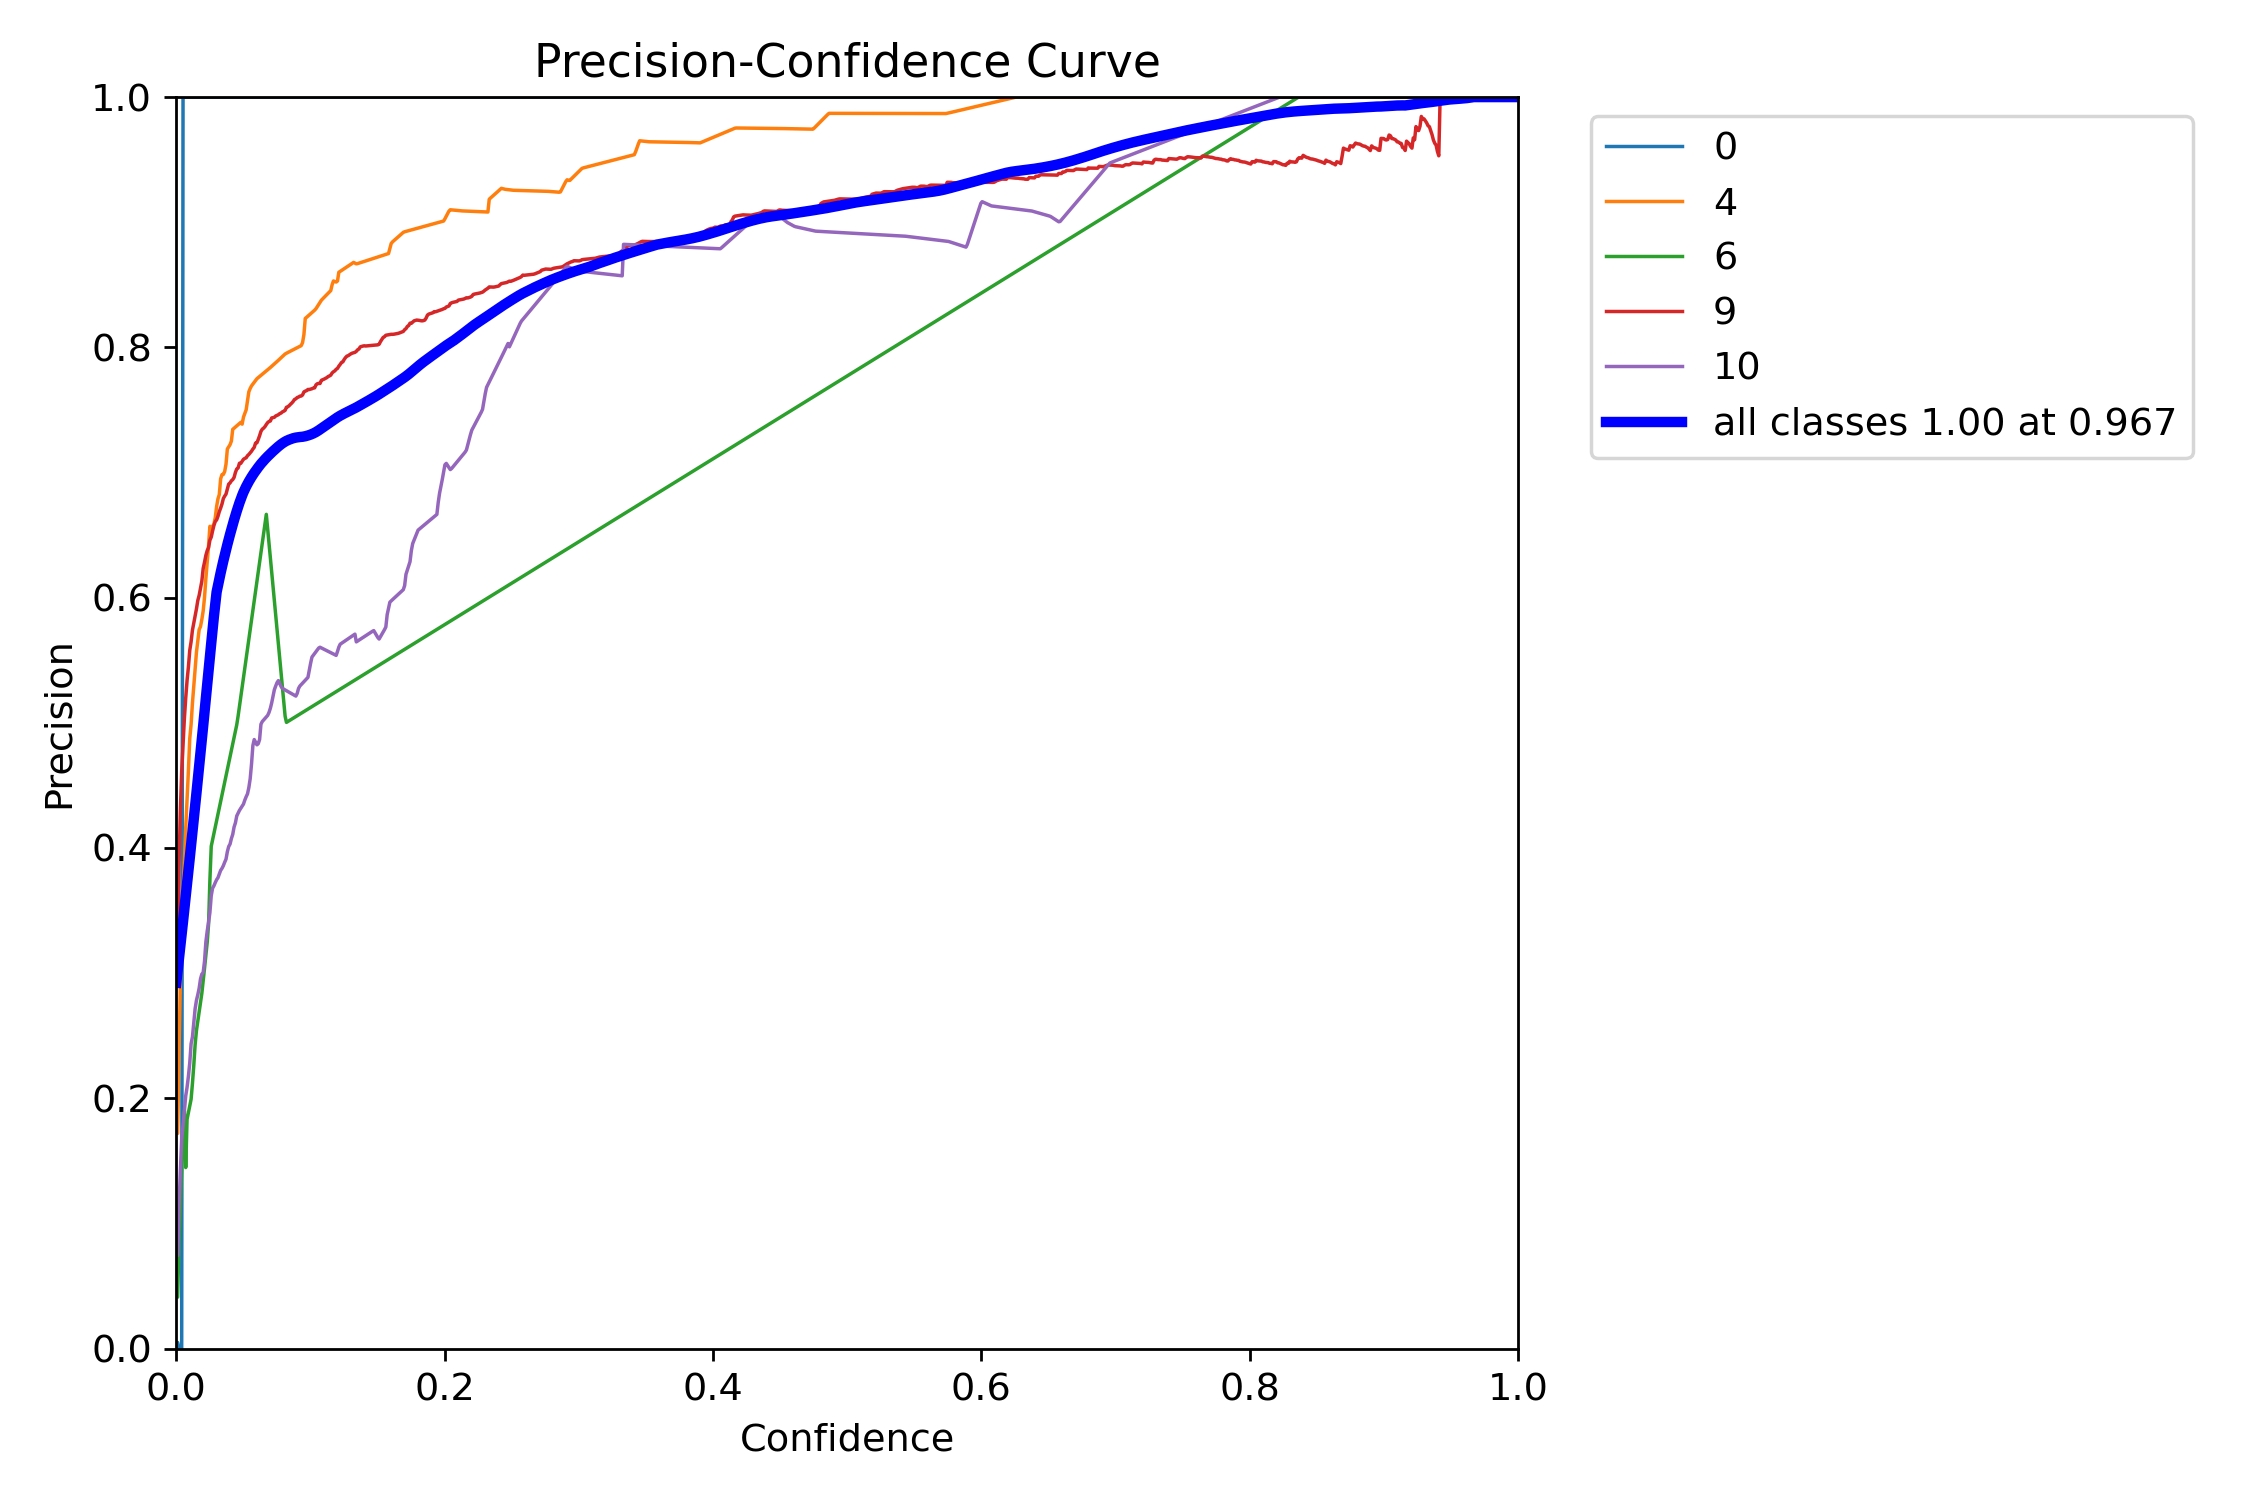 Precision-Confidence Curve
1.0
0.8
0.6
0.4
0.2
0.0
Precision
0.0 0.2 0.4 0.6 0.8 1.0
Confidence
0
4
6
9
10
all classes 1.00 at 0.967